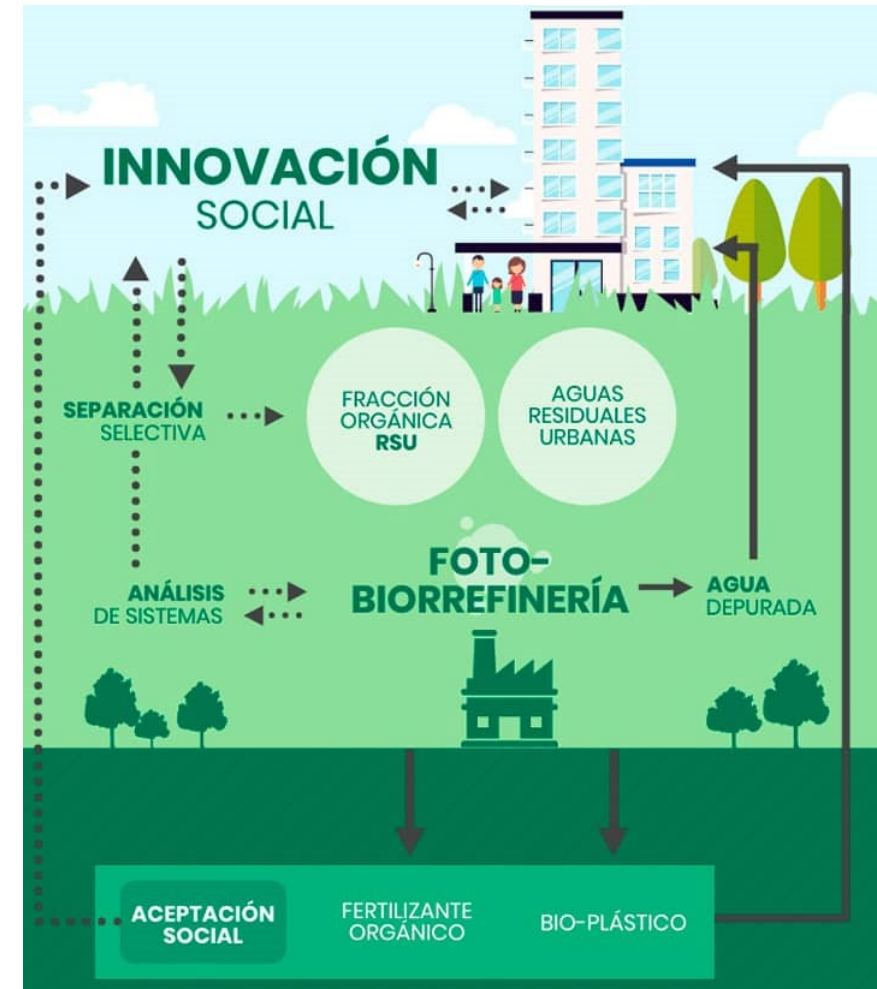 INNOVACIÓN
SOCIAL
SEPARACIÓN
SELECTIVA
FRACCIÓN
ORGÁNICA
RSU
AGUAS
RESIDUALES
URBANAS
ANÁLISIS
DE SISTEMAS
FOTO-
BIORREFINERÍA
AGUA
DEPURADA
ACEPTACIÓN
SOCIAL
FERTILIZANTE
ORGÁNICO
BIO-PLÁSTICO